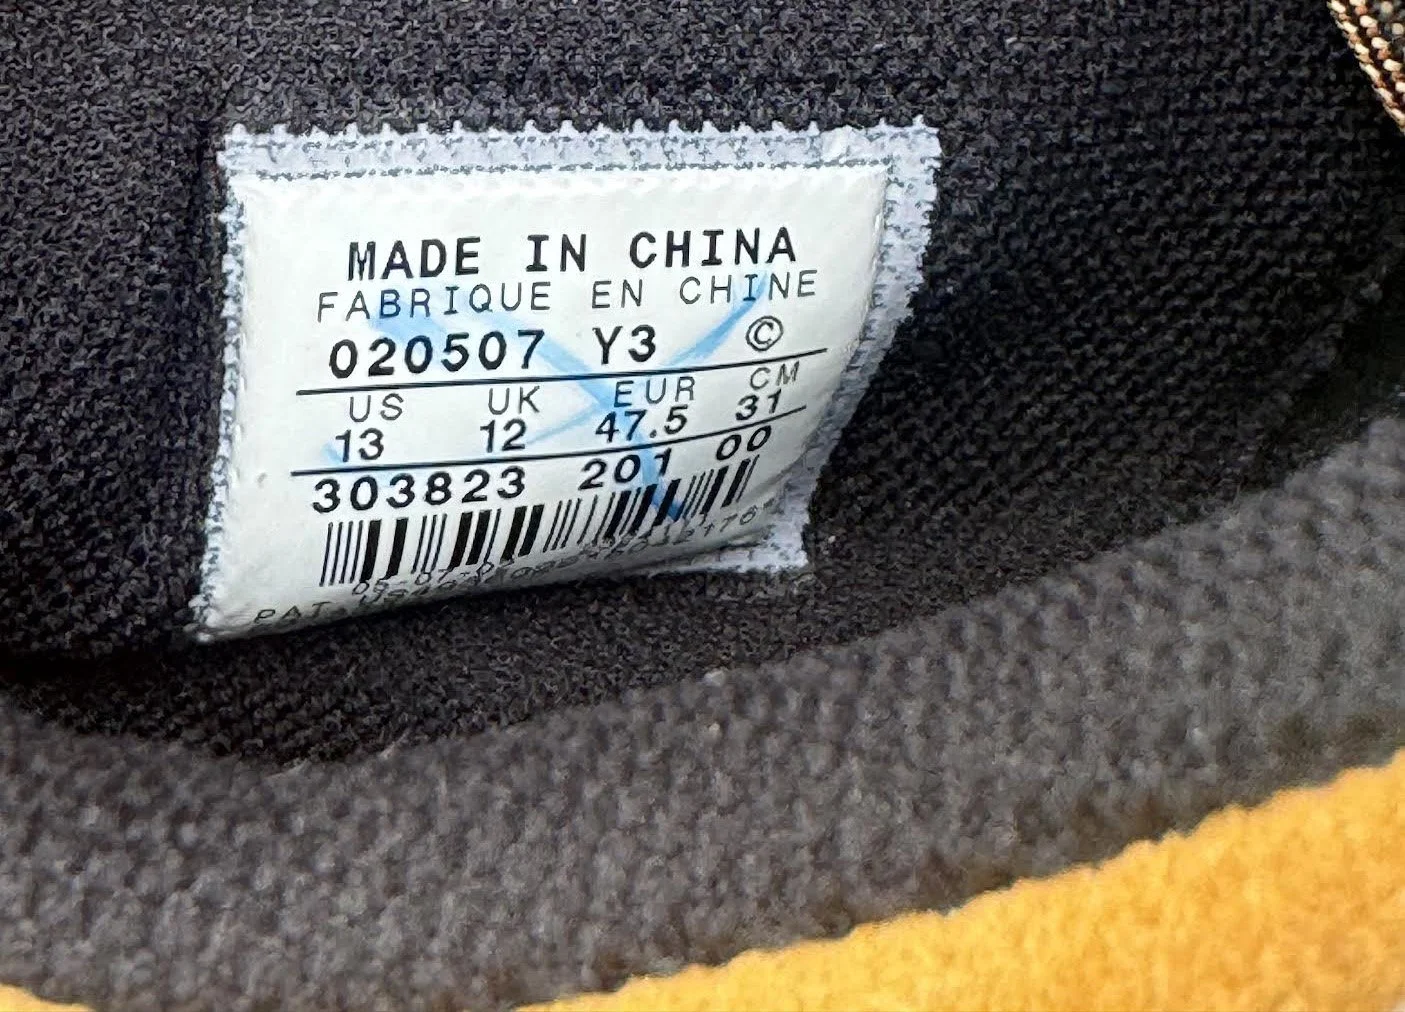 MADE IN CHINA
FABRIQUE EN CHINE
020507 Y3 ©
US UK EUR CM
13 12 47.5 31
303823 201 00
PAT.